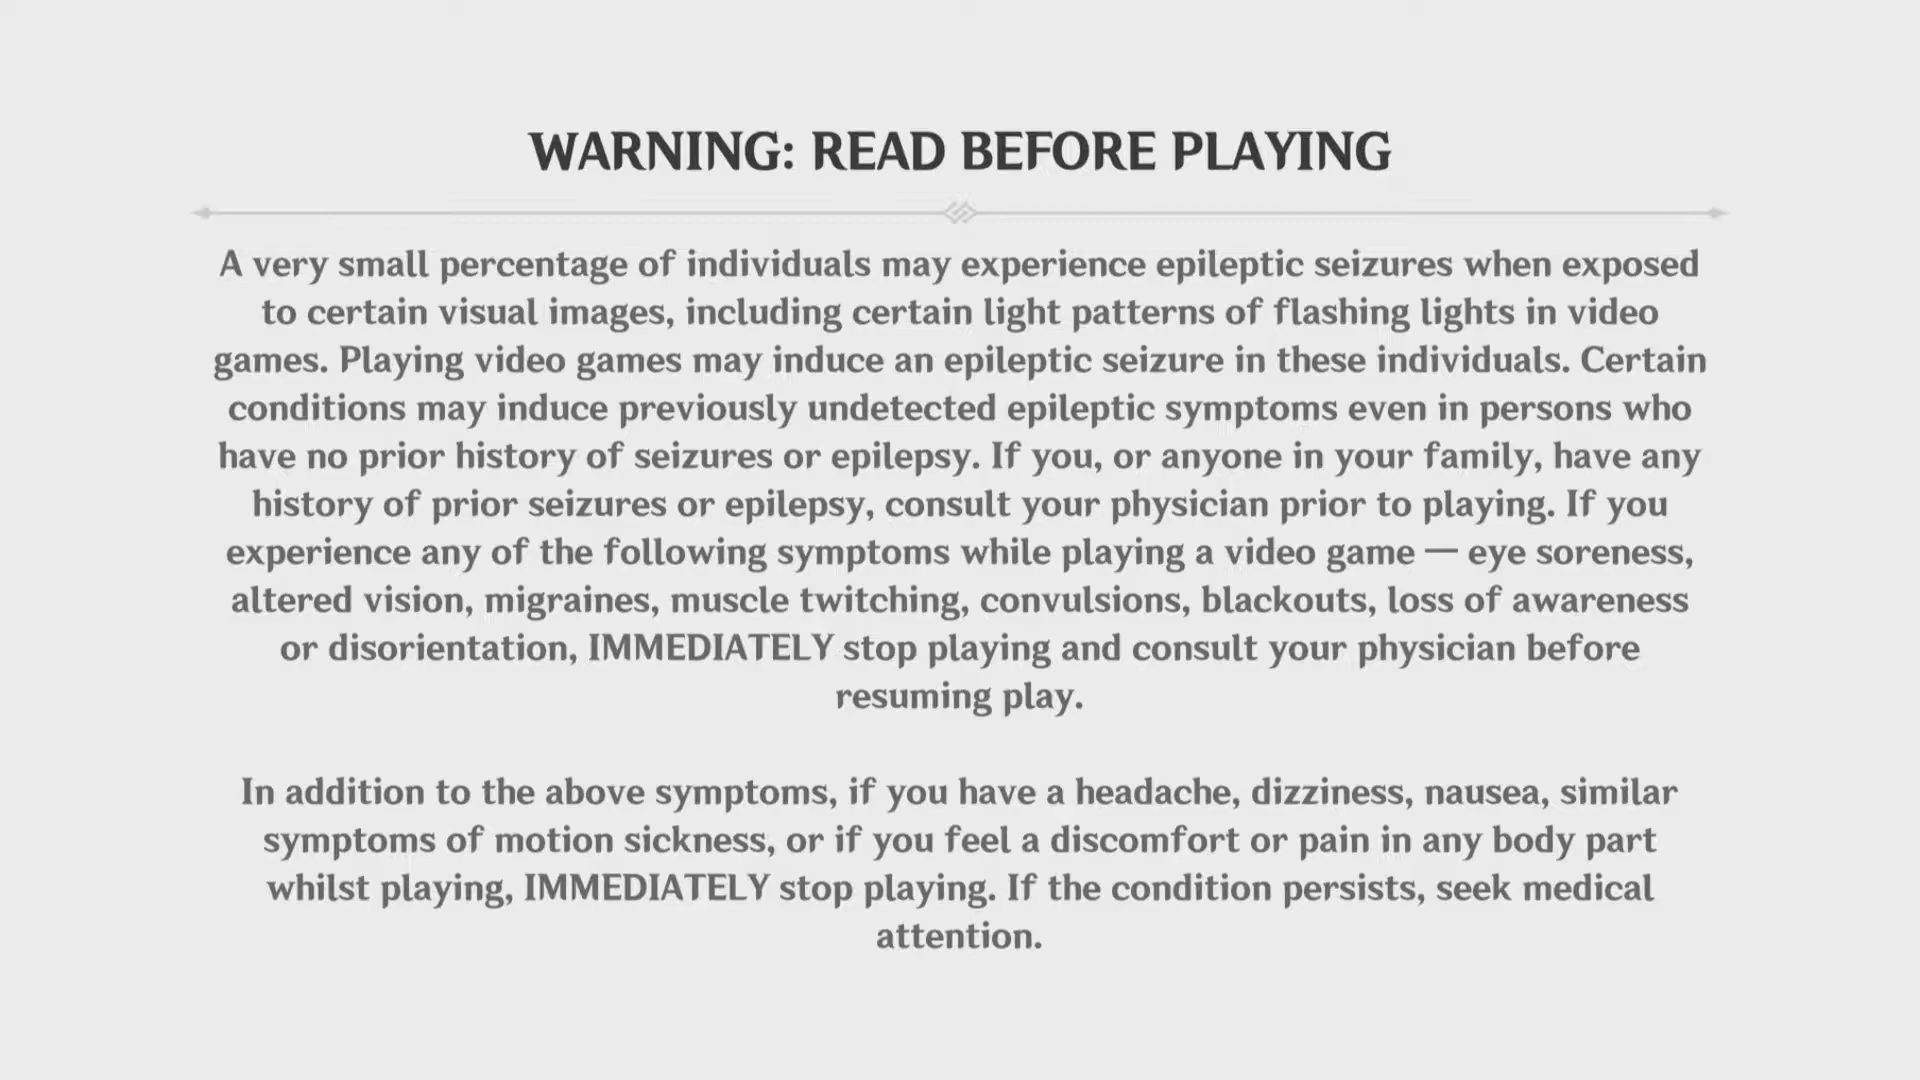 WARNING: READ BEFORE PLAYING
A very small percentage of individuals may experience epileptic seizures when exposed
to certain visual images, including certain light patterns of flashing lights in video
games. Playing video games may induce an epileptic seizure in these individuals. Certain
conditions may induce previously undetected epileptic symptoms even in persons who
have no prior history of seizures or epilepsy. If you, or anyone in your family, have any
history of prior seizures or epilepsy, consult your physician prior to playing. If you
experience any of the following symptoms while playing a video game — eye soreness,
altered vision, migraines, muscle twitching, convulsions, blackouts, loss of awareness
or disorientation, IMMEDIATELY stop playing and consult your physician before
resuming play.
In addition to the above symptoms, if you have a headache, dizziness, nausea, similar
symptoms of motion sickness, or if you feel a discomfort or pain in any body part
whilst playing, IMMEDIATELY stop playing. If the condition persists, seek medical
attention.